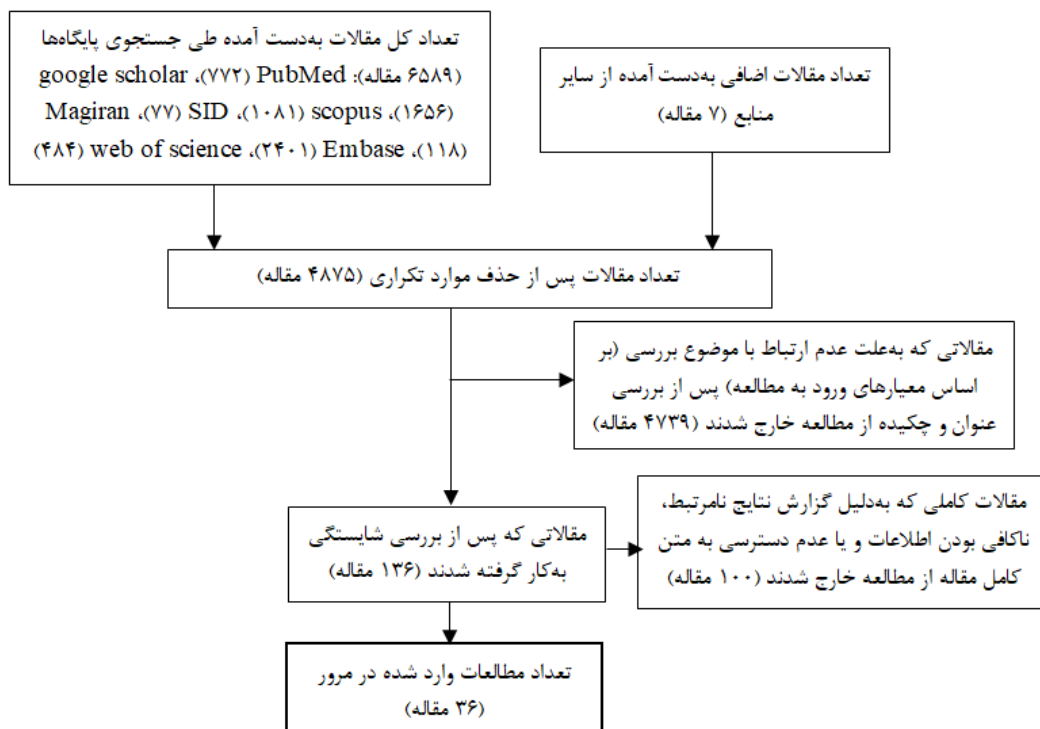 تعداد کل مقالات به‌دست آمده طی جستجوی پایگاه‌ها
(۶۵۸۹ مقاله): PubMed (۷۷۲)، google scholar
(۱۶۵۶)، scopus (۱۰۸۱)، SID (۷۷)، Magiran
(۱۱۸)، Embase (۲۴۰۱)، web of science (۴۸۴)
تعداد مقالات اضافی به‌دست آمده از سایر
منابع (۷ مقاله)
تعداد مقالات پس از حذف موارد تکراری (۴۸۷۵ مقاله)
مقالاتی که به‌علت عدم ارتباط با موضوع بررسی (بر
اساس معیارهای ورود به مطالعه) پس از بررسی
عنوان و چکیده از مطالعه خارج شدند (۴۷۳۹ مقاله)
مقالات کاملی که به‌دلیل گزارش نتایج نامرتبط،
ناکافی بودن اطلاعات و یا عدم دسترسی به متن
کامل مقاله از مطالعه خارج شدند (۱۰۰ مقاله)
مقالاتی که پس از بررسی شایستگی
به‌کار گرفته شدند (۱۳۶ مقاله)
تعداد مطالعات وارد شده در مرور
(۳۶ مقاله)